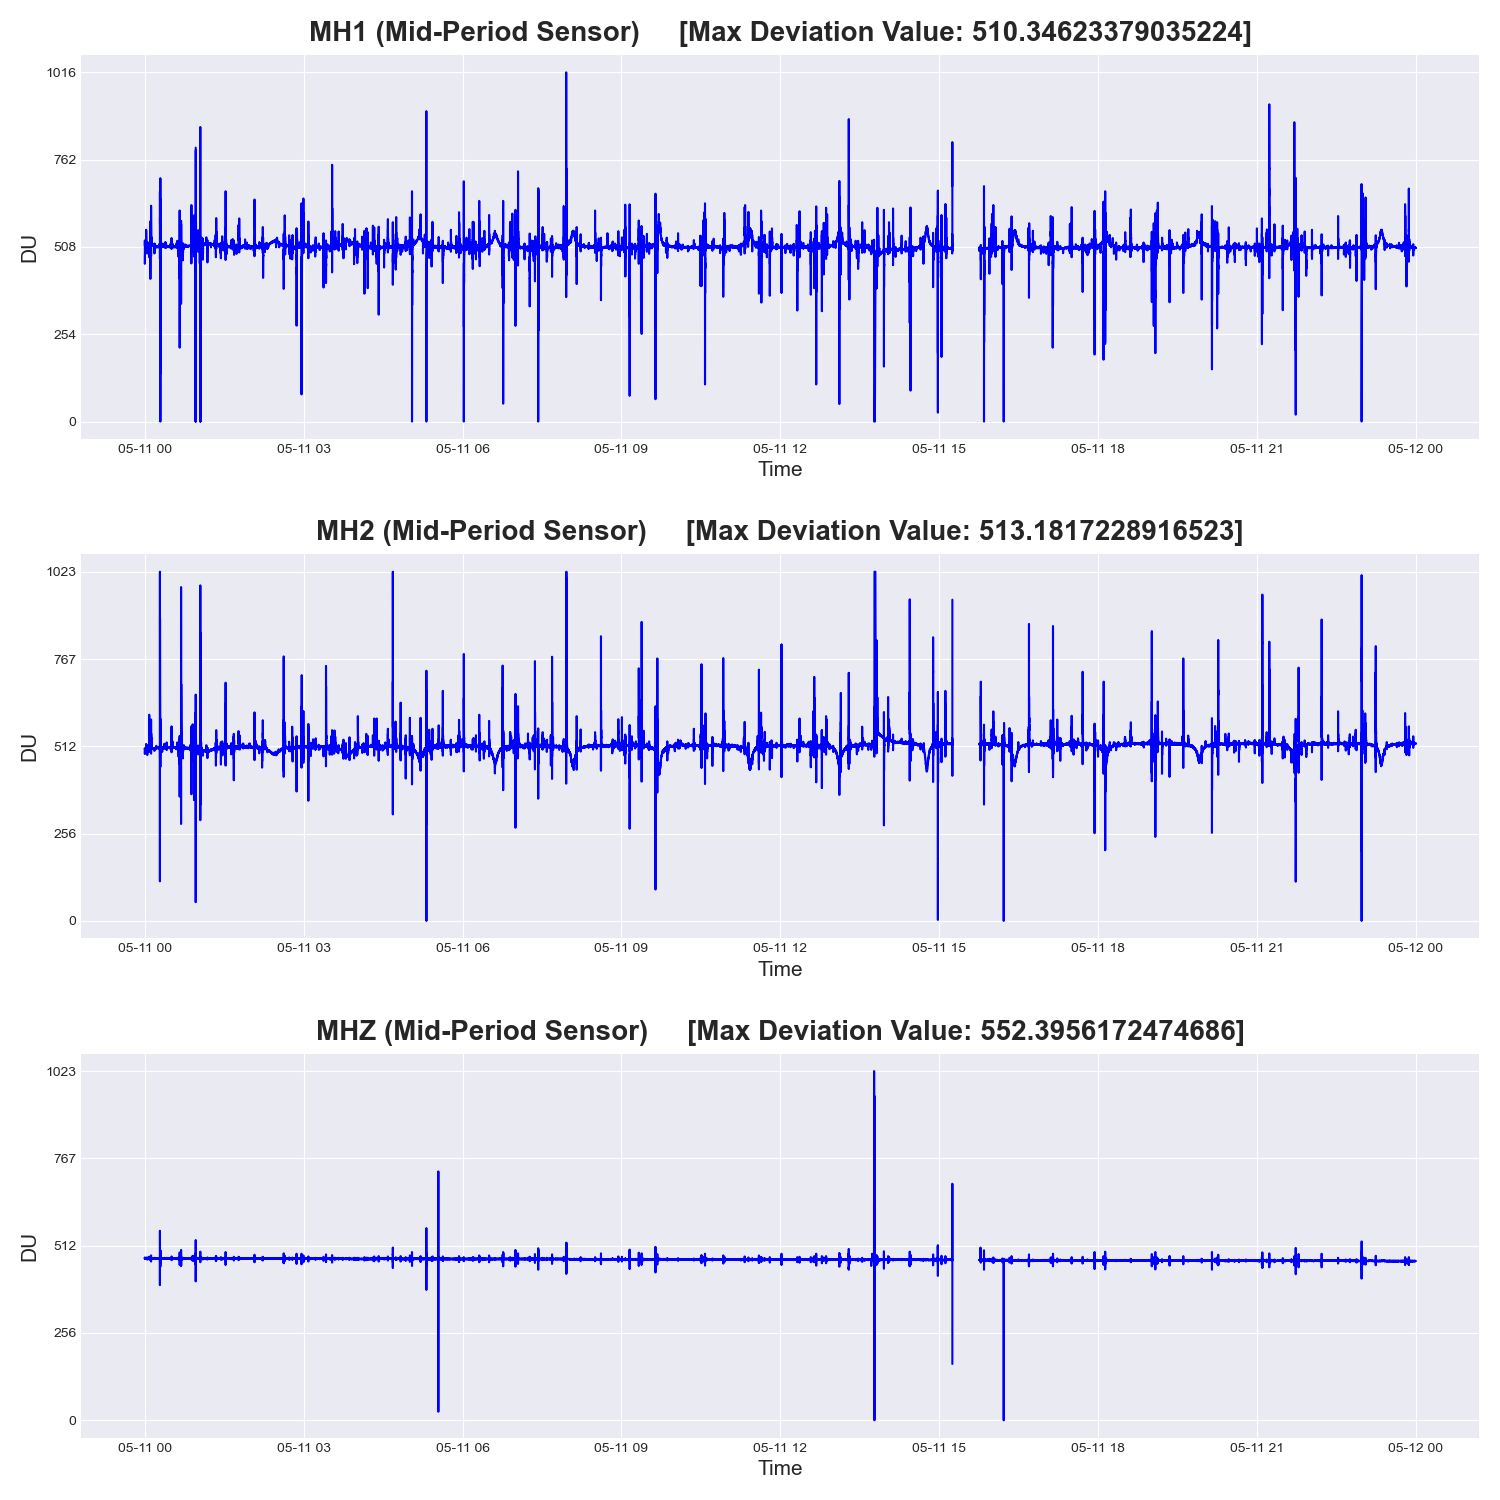 MH1 (Mid-Period Sensor) [Max Deviation Value: 510.34623379035224]
1016
762
508
254
0
DU
05-11 00 05-11 03 05-11 06 05-11 09 05-11 12 05-11 15 05-11 18 05-11 21 05-12 00
Time
MH2 (Mid-Period Sensor) [Max Deviation Value: 513.1817228916523]
1023
767
512
256
0
DU
05-11 00 05-11 03 05-11 06 05-11 09 05-11 12 05-11 15 05-11 18 05-11 21 05-12 00
Time
MHZ (Mid-Period Sensor) [Max Deviation Value: 552.3956172474686]
1023
767
512
256
0
DU
05-11 00 05-11 03 05-11 06 05-11 09 05-11 12 05-11 15 05-11 18 05-11 21 05-12 00
Time